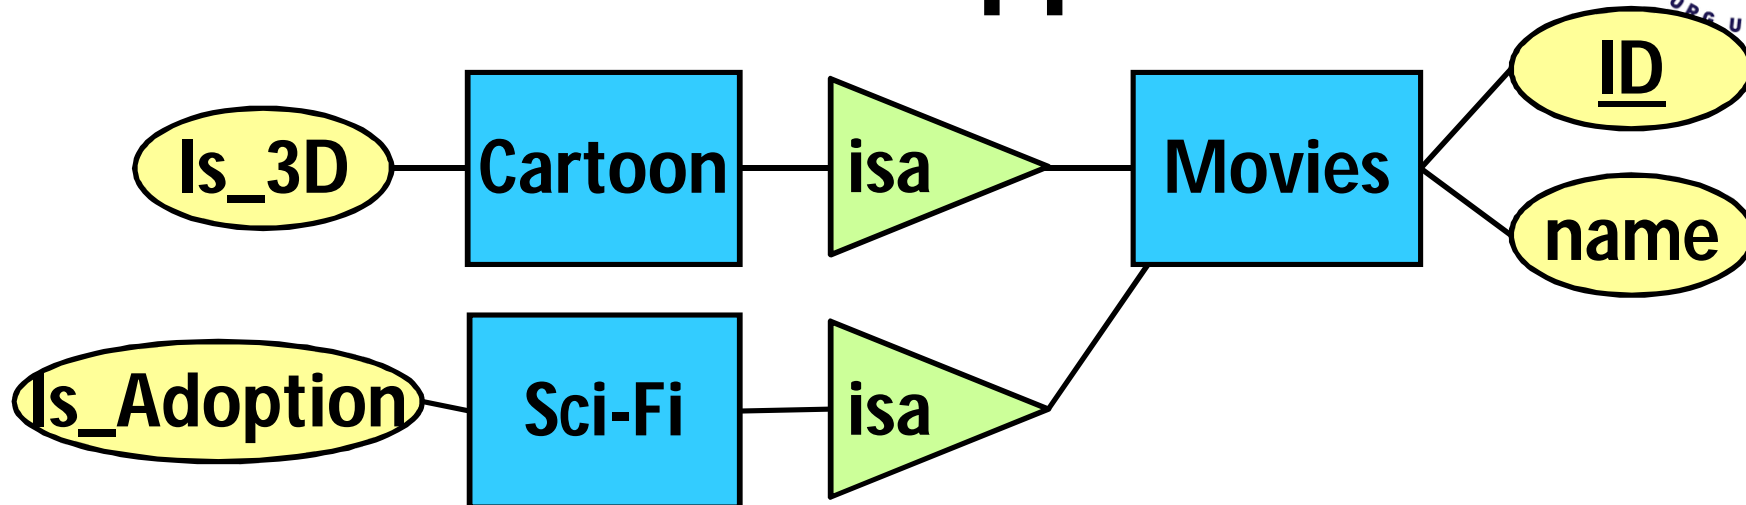 ID
Is_3D
Cartoon
isa
Movies
name
Is_Adoption
Sci-Fi
isa